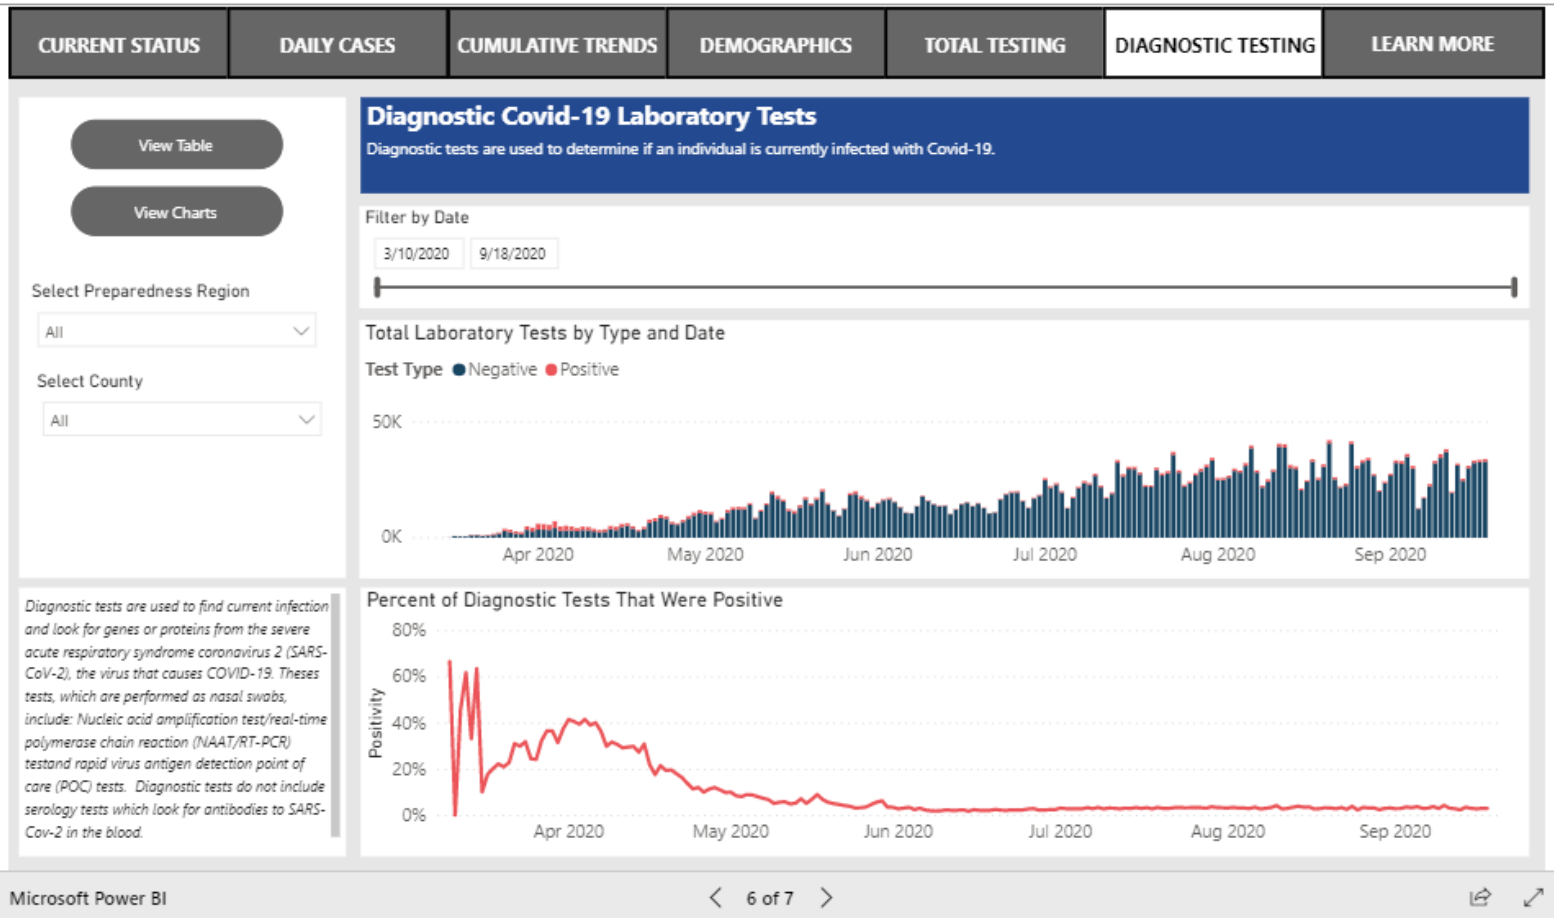 CURRENT STATUS
DAILY CASES
CUMULATIVE TRENDS
DEMOGRAPHICS
TOTAL TESTING
DIAGNOSTIC TESTING
LEARN MORE
View Table
View Charts
Select Preparedness Region
All
Select County
All
Diagnostic tests are used to find current infection
and look for genes or proteins from the severe
acute respiratory syndrome coronavirus 2 (SARS-
CoV-2), the virus that causes COVID-19. Theses
tests, which are performed as nasal swabs,
include: Nucleic acid amplification test/real-time
polymerase chain reaction (NAAT/RT-PCR)
testand rapid virus antigen detection point of
care (POC) tests. Diagnostic tests do not include
serology tests which look for antibodies to SARS-
Cov-2 in the blood.
Diagnostic Covid-19 Laboratory Tests
Diagnostic tests are used to determine if an individual is currently infected with Covid-19.
Filter by Date
3/10/2020 9/18/2020
Total Laboratory Tests by Type and Date
Test Type Negative Positive
50K
0K
Apr 2020 May 2020 Jun 2020 Jul 2020 Aug 2020 Sep 2020
Percent of Diagnostic Tests That Were Positive
Positivity
80%
60%
40%
20%
0%
Apr 2020 May 2020 Jun 2020 Jul 2020 Aug 2020 Sep 2020
Microsoft Power BI
6 of 7